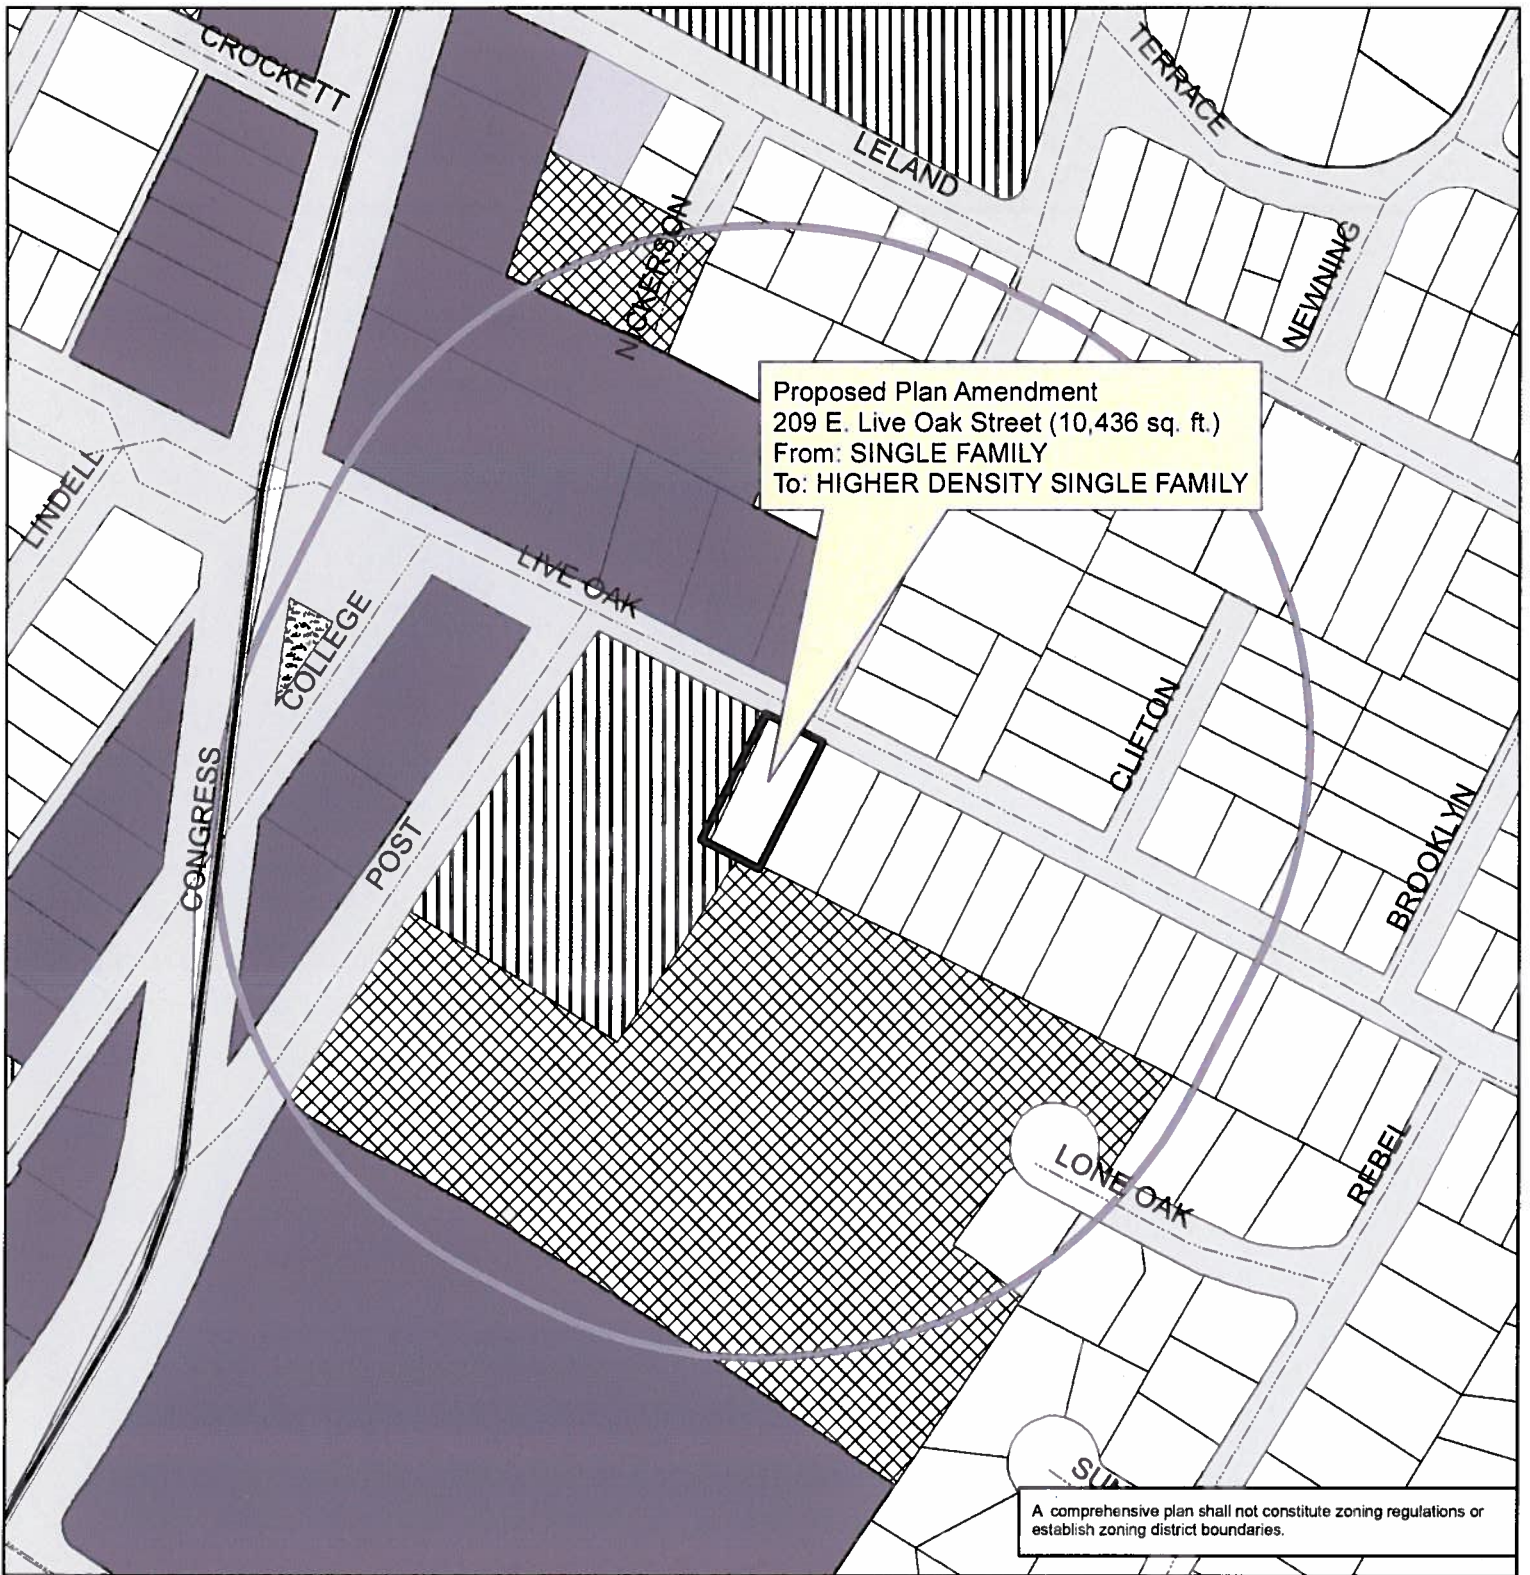 CROCKETT
TERRACE
LELAND
NICKERSON
NEWNING
Proposed Plan Amendment
209 E. Live Oak Street (10,436 sq. ft.)
From: SINGLE FAMILY
To: HIGHER DENSITY SINGLE FAMILY
LINDELL
LIVE OAK
COLLEGE
CLIFTON
CONGRESS
POST
BROOKLYN
LONE OAK
REBEL
A comprehensive plan shall not constitute zoning regulations or
establish zoning district boundaries.